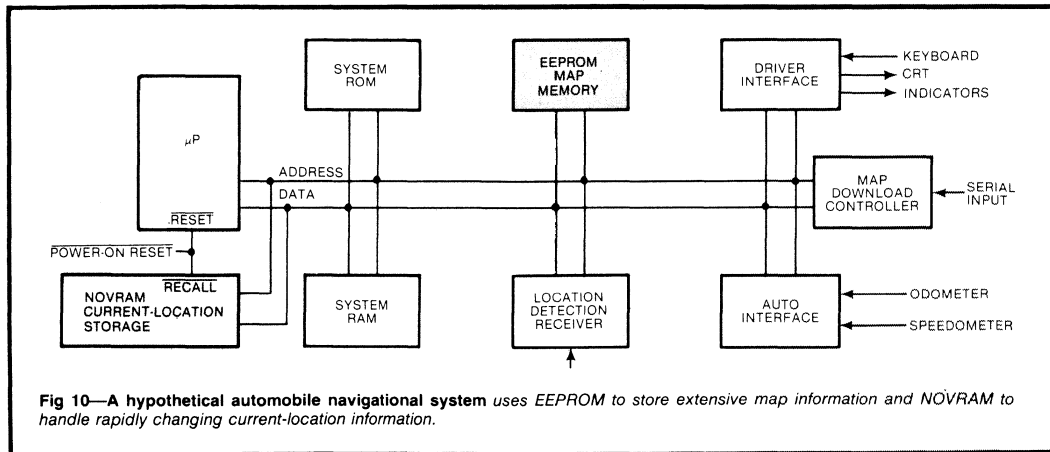 SYSTEM
ROM
EEPROM
MAP
MEMORY
DRIVER
INTERFACE
KEYBOARD
CRT
INDICATORS
μP
ADDRESS
DATA
MAP
DOWNLOAD
CONTROLLER
SERIAL
INPUT
RESET
POWER-ON RESET
RECALL
NOVRAM
CURRENT-LOCATION
STORAGE
SYSTEM
RAM
LOCATION
DETECTION
RECEIVER
AUTO
INTERFACE
ODOMETER
SPEEDOMETER
Fig 10—A hypothetical automobile navigational system uses EEPROM to store extensive map information and NOVRAM to
handle rapidly changing current-location information.